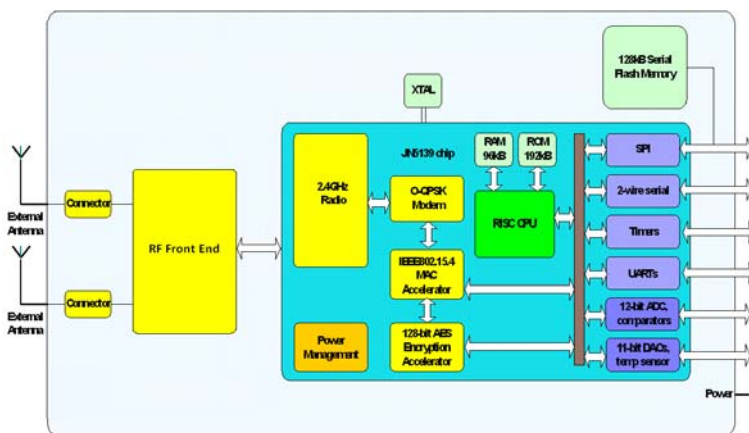 128kB Serial
Flash Memory
XTAL
JN5139 chip
RAM
96kB
ROM
192kB
SPI
2.4GHz
Radio
O-QPSK
Modem
2-wire serial
RISC CPU
External
Antenna
Connector
RF Front End
Timers
IEEE802.15.4
MAC
Accelerator
UARTs
External
Antenna
Connector
12-bit ADC,
comparators
Power
Management
128-bit AES
Encryption
Accelerator
11-bit DACs,
temp sensor
Power